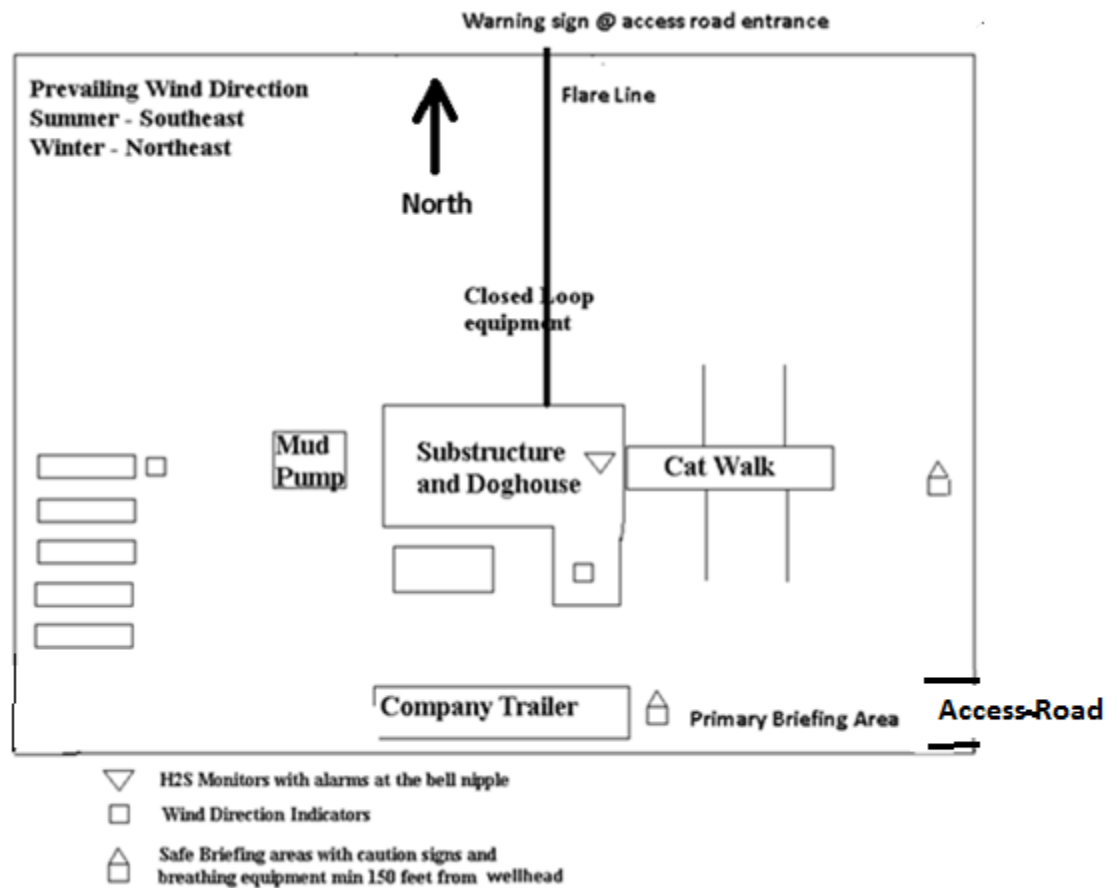 Warning sign @ access road entrance
Prevailing Wind Direction
Summer - Southeast
Winter - Northeast
Flare Line
North
Closed Loop
equipment
Mud
Pump
Substructure
and Doghouse
Cat Walk
Company Trailer
Primary Briefing Area
Access Road
H2S Monitors with alarms at the bell nipple
Wind Direction Indicators
Safe Briefing areas with caution signs and
breathing equipment min 150 feet from wellhead